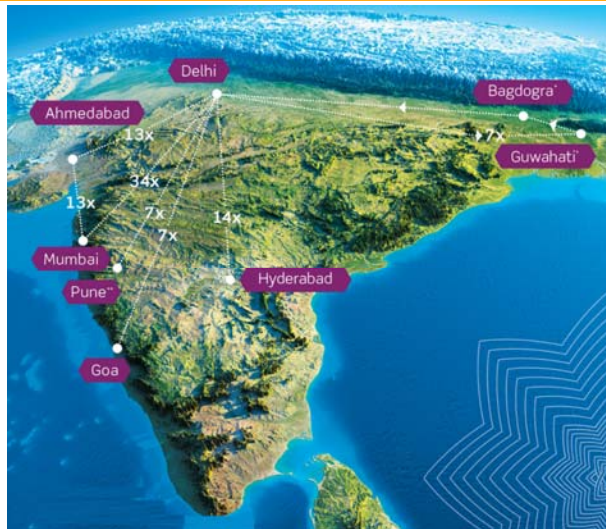 Delhi
Bagdogra*
Ahmedabad
13x
7x
Guwahati*
34x
13x
7x
14x
7x
Mumbai
Hyderabad
Pune**
Goa